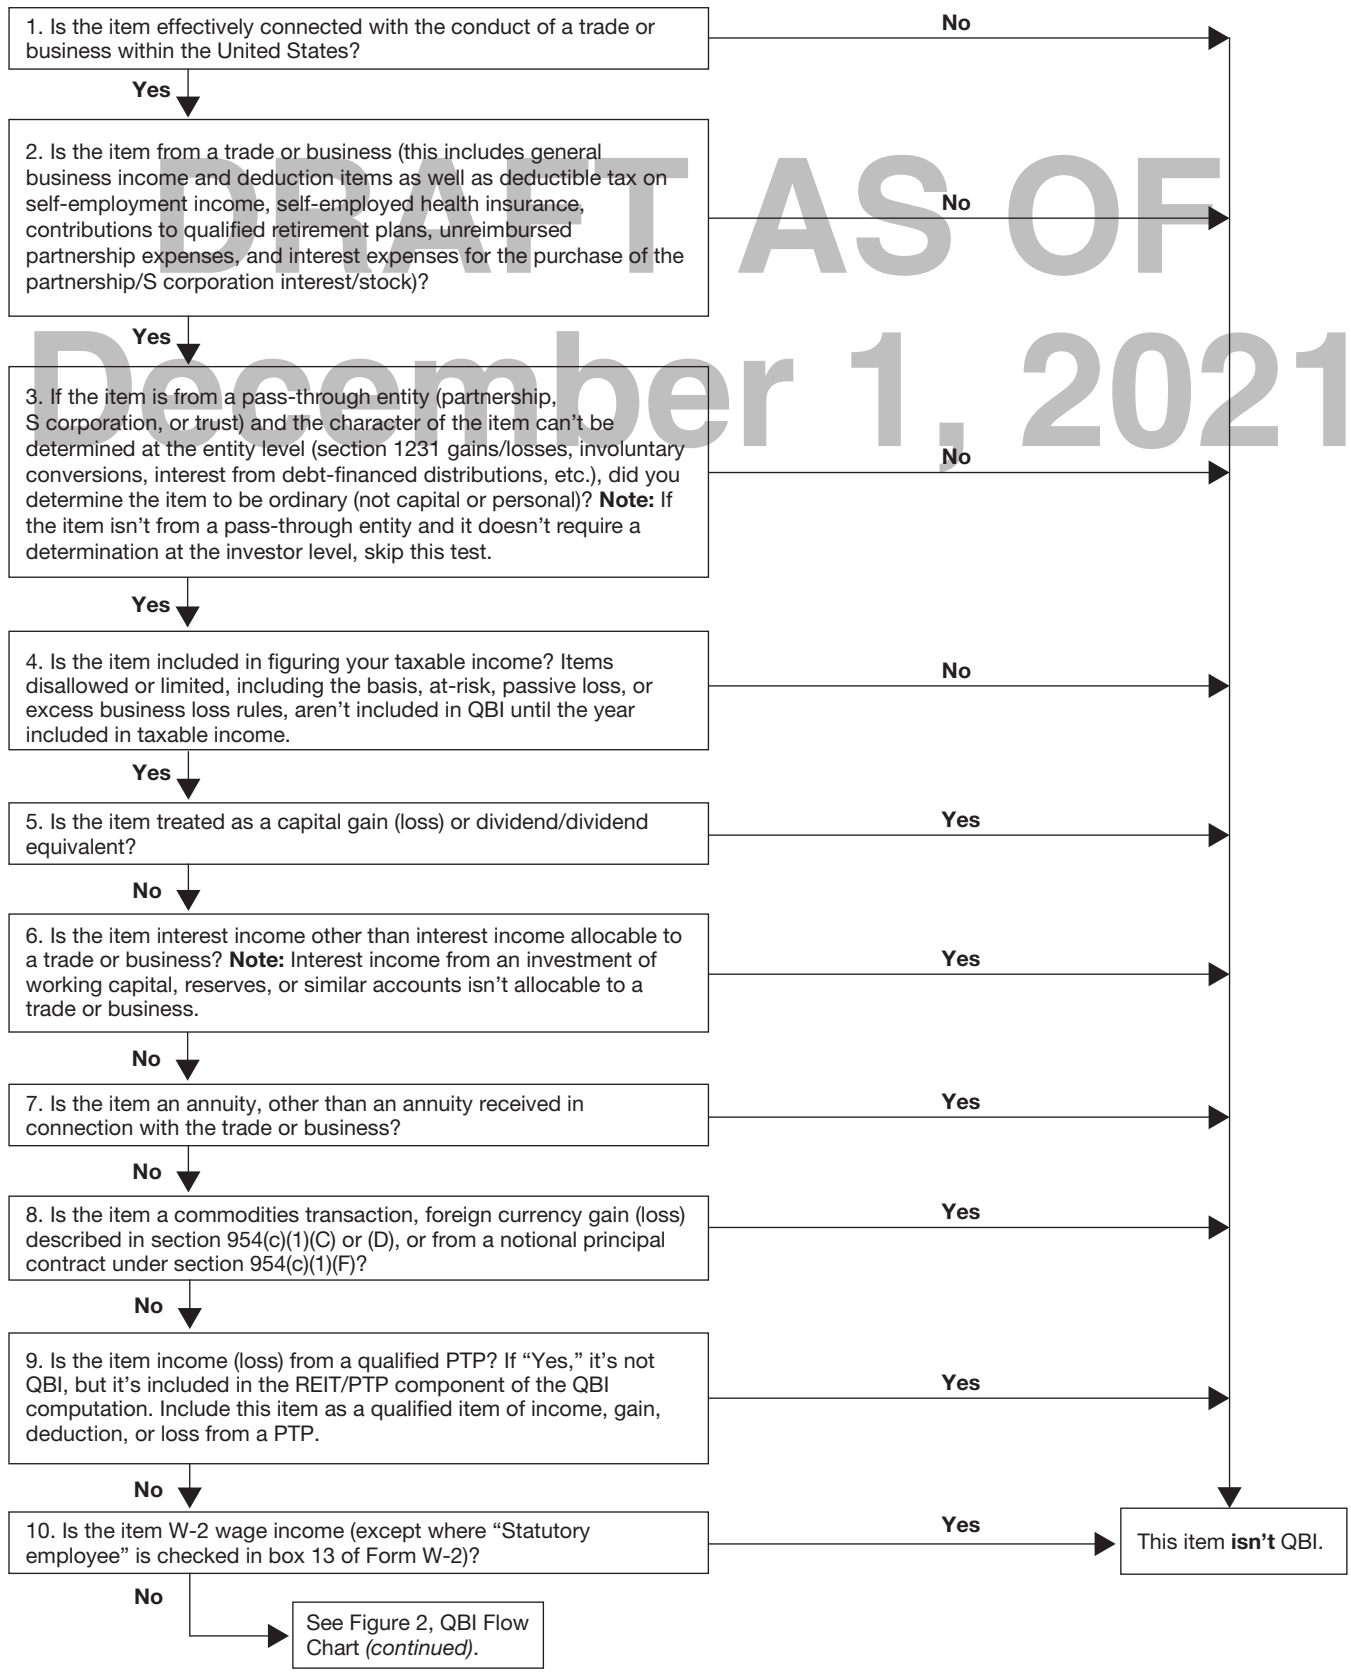 1. Is the item effectively connected with the conduct of a trade or
business within the United States?
No
Yes
DRAFT AS OF
December 1, 2021
2. Is the item from a trade or business (this includes general
business income and deduction items as well as deductible tax on
self-employment income, self-employed health insurance,
contributions to qualified retirement plans, unreimbursed
partnership expenses, and interest expenses for the purchase of the
partnership/S corporation interest/stock)?
No
Yes
3. If the item is from a pass-through entity (partnership,
S corporation, or trust) and the character of the item can't be
determined at the entity level (section 1231 gains/losses, involuntary
conversions, interest from debt-financed distributions, etc.), did you
determine the item to be ordinary (not capital or personal)? Note: If
the item isn't from a pass-through entity and it doesn't require a
determination at the investor level, skip this test.
No
Yes
4. Is the item included in figuring your taxable income? Items
disallowed or limited, including the basis, at-risk, passive loss, or
excess business loss rules, aren't included in QBI until the year
included in taxable income.
No
Yes
5. Is the item treated as a capital gain (loss) or dividend/dividend
equivalent?
Yes
No
6. Is the item interest income other than interest income allocable to
a trade or business? Note: Interest income from an investment of
working capital, reserves, or similar accounts isn't allocable to a
trade or business.
Yes
No
7. Is the item an annuity, other than an annuity received in
connection with the trade or business?
Yes
No
8. Is the item a commodities transaction, foreign currency gain (loss)
described in section 954(c)(1)(C) or (D), or from a notional principal
contract under section 954(c)(1)(F)?
Yes
No
9. Is the item income (loss) from a qualified PTP? If “Yes,” it's not
QBI, but it's included in the REIT/PTP component of the QBI
computation. Include this item as a qualified item of income, gain,
deduction, or loss from a PTP.
Yes
No
10. Is the item W-2 wage income (except where “Statutory
employee” is checked in box 13 of Form W-2)?
Yes
This item isn't QBI.
No
See Figure 2, QBI Flow
Chart (continued).